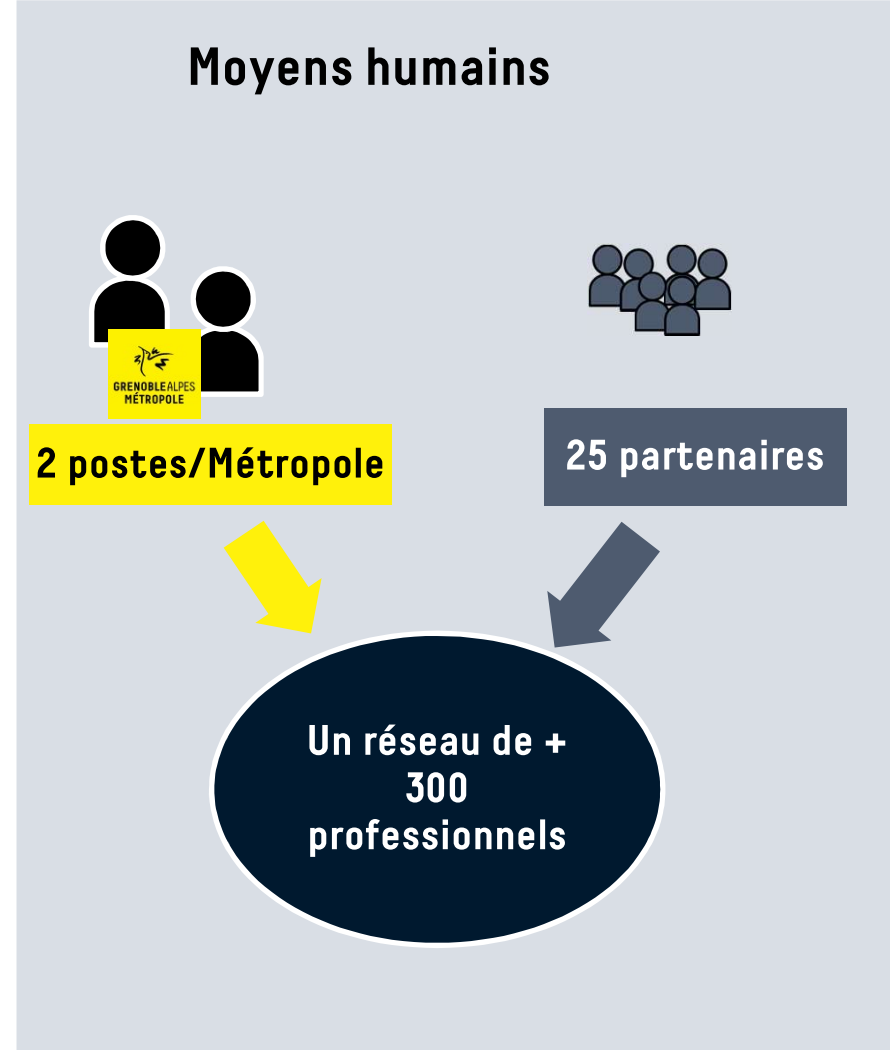 Moyens humains
GRENOBLEALPES
MÉTROPOLE
2 postes/Métropole
25 partenaires
Un réseau de +
300
professionnels